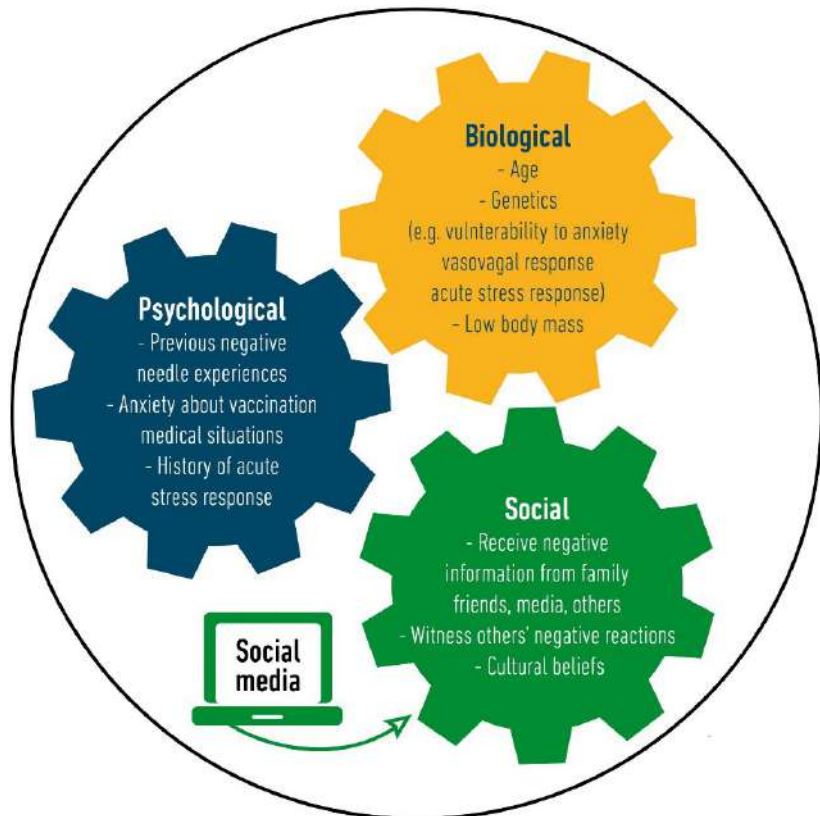 Biological
- Age
- Genetics
(e.g. vulnterability to anxiety
vasovagal response
acute stress response)
- Low body mass
Psychological
- Previous negative
needle experiences
- Anxiety about vaccination
medical situations
- History of acute
stress response
Social
- Receive negative
information from family
friends, media, others
- Witness others' negative reactions
- Cultural beliefs
Social
media